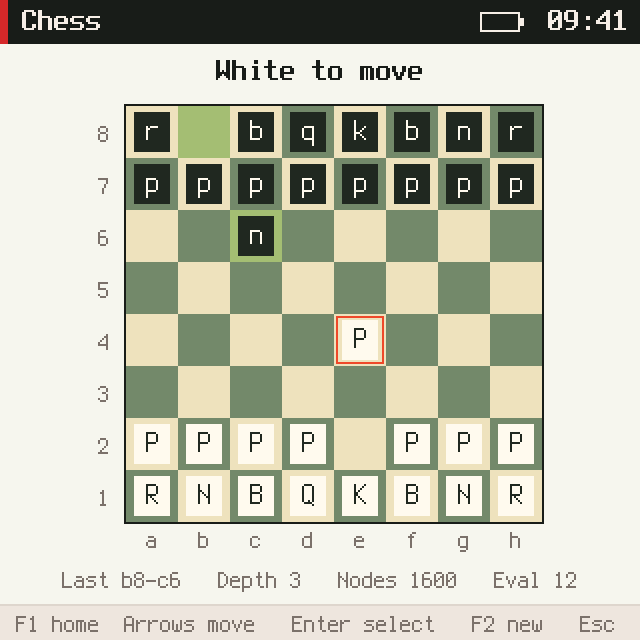 Chess 09:41
White to move
8 r b q k b n r
7 p p p p p p p p
6 n
5
4 P
3
2 P P P P P P P
1 R N B Q K B N R
a b c d e f g h
Last b8-c6 Depth 3 Nodes 1600 Eval 12
F1 home Arrows move Enter select F2 new Esc